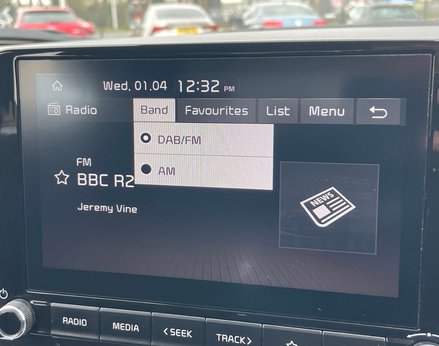 Wed, 01.04 12:32 PM
Radio Band Favourites List Menu
DAB/FM
AM
FM
BBC R2
Jeremy Vine
NEWS
RADIO MEDIA < SEEK TRACK >